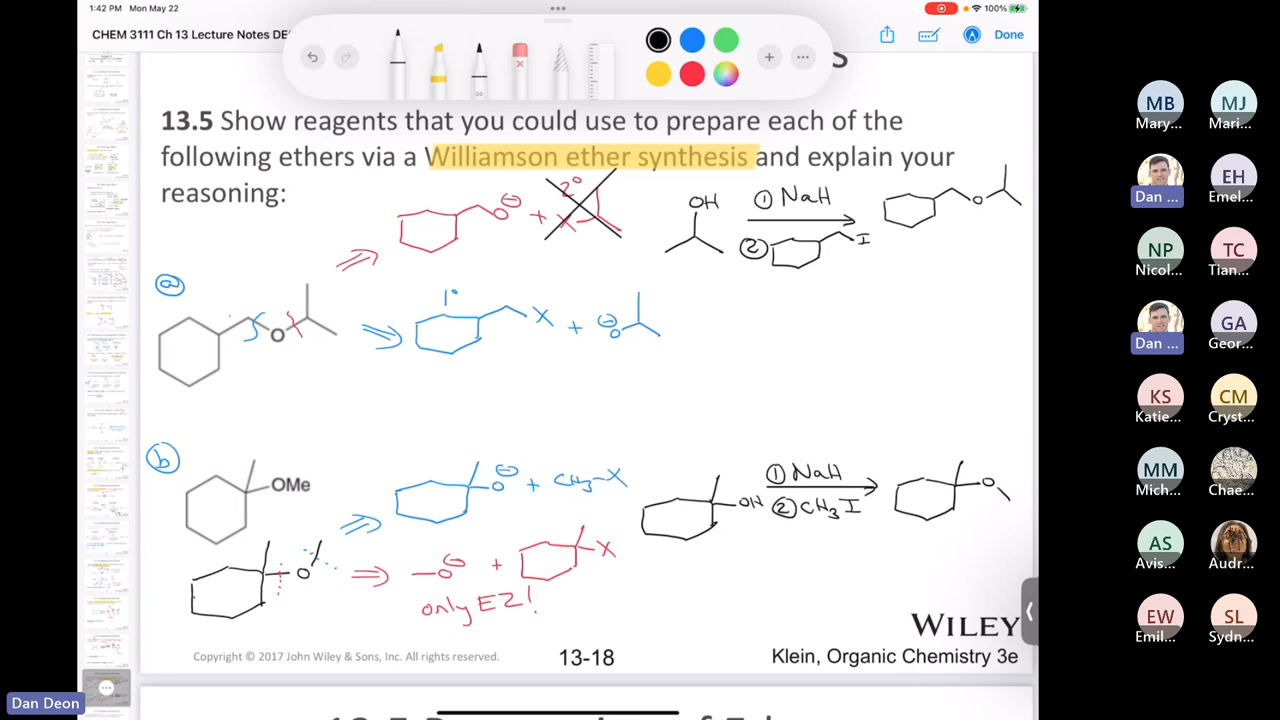 1:42 PM Mon May 22
100%
CHEM 3111 Ch 13 Lecture Notes DE
Done
13.5 Show reagents that you could use to prepare each of the
following ethers via a Williamson ether synthesis and explain your
reasoning.
O⊖ + X
2°
OH
① NaH
②
I
O
ⓐ
O
1°
X
+
⊖
O
ⓑ
OMe
O⊖ + CH3-X
OH
① NaH
② CH3I
O
O
O⊖ +
X
only E2!
WILEY
Copyright © 2017 John Wiley & Sons, Inc. All rights reserved.
13-18
Klein, Organic Chemistry 3e
MB
Mary...
MJ
Mari...
Dan ...
EH
Emel...
NP
Nicol...
TC
Tian...
Dan ...
GA
Geor...
KS
Katie...
CM
Cryst...
MM
Mich...
Chae...
AS
Avis...
Audr...
EW
Emil...
SL
Sydn...
Dan Deon